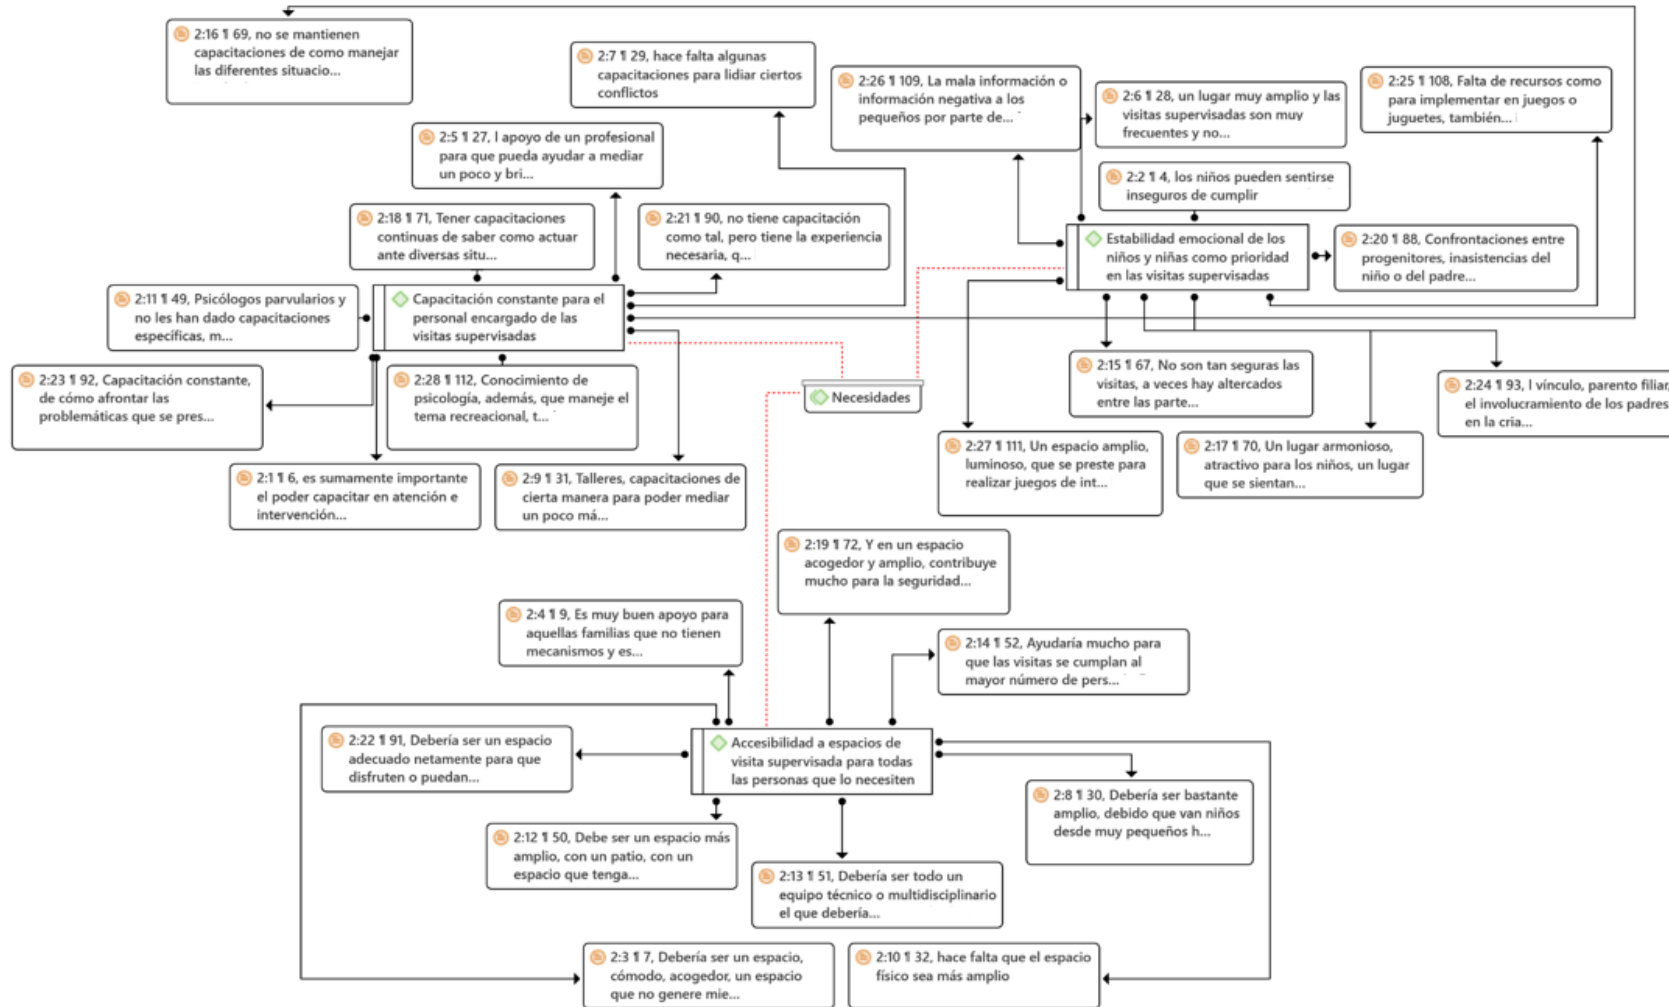 2:16 ¶ 69, no se mantienen
capacitaciones de como manejar
las diferentes situacio...
2:7 ¶ 29, hace falta algunas
capacitaciones para lidiar ciertos
conflictos
2:26 ¶ 109, La mala información o
información negativa a los
pequeños por parte de...
2:6 ¶ 28, un lugar muy amplio y las
visitas supervisadas son muy
frecuentes y no...
2:25 ¶ 108, Falta de recursos como
para implementar en juegos o
juguetes, también...
2:5 ¶ 27, l apoyo de un profesional
para que pueda ayudar a mediar
un poco y bri...
2:2 ¶ 4, los niños pueden sentirse
inseguros de cumplir
2:18 ¶ 71, Tener capacitaciones
continuas de saber como actuar
ante diversas situ...
2:21 ¶ 90, no tiene capacitación
como tal, pero tiene la experiencia
necesaria, q...
Estabilidad emocional de los
niños y niñas como prioridad
en las visitas supervisadas
2:20 ¶ 88, Confrontaciones entre
progenitores, inasistencias del
niño o del padre...
2:11 ¶ 49, Psicólogos parvularios y
no les han dado capacitaciones
específicas, m...
Capacitación constante para el
personal encargado de las
visitas supervisadas
2:23 ¶ 92, Capacitación constante,
de cómo afrontar las
problemáticas que se pres...
2:28 ¶ 112, Conocimiento de
psicología, además, que maneje el
tema recreacional, t...
Necesidades
2:15 ¶ 67, No son tan seguras las
visitas, a veces hay altercados
entre las parte...
2:24 ¶ 93, l vínculo, parento filiar,
el involucramiento de los padres
en la cria...
2:1 ¶ 6, es sumamente importante
el poder capacitar en atención e
intervención...
2:9 ¶ 31, Talleres, capacitaciones de
cierta manera para poder mediar
un poco má...
2:27 ¶ 111, Un espacio amplio,
luminoso, que se preste para
realizar juegos de int...
2:17 ¶ 70, Un lugar armonioso,
atractivo para los niños, un lugar
que se sientan...
2:19 ¶ 72, Y en un espacio
acogedor y amplio, contribuye
mucho para la seguridad...
2:4 ¶ 9, Es muy buen apoyo para
aquellas familias que no tienen
mecanismos y es...
2:14 ¶ 52, Ayudaría mucho para
que las visitas se cumplan al
mayor número de pers...
2:22 ¶ 91, Debería ser un espacio
adecuado netamente para que
disfruten o puedan...
Accesibilidad a espacios de
visita supervisada para todas
las personas que lo necesiten
2:8 ¶ 30, Debería ser bastante
amplio, debido que van niños
desde muy pequeños h...
2:12 ¶ 50, Debe ser un espacio más
amplio, con un patio, con un
espacio que tenga...
2:13 ¶ 51, Debería ser todo un
equipo técnico o multidisciplinario
el que debería...
2:3 ¶ 7, Debería ser un espacio,
cómodo, acogedor, un espacio
que no genere mie...
2:10 ¶ 32, hace falta que el espacio
físico sea más amplio